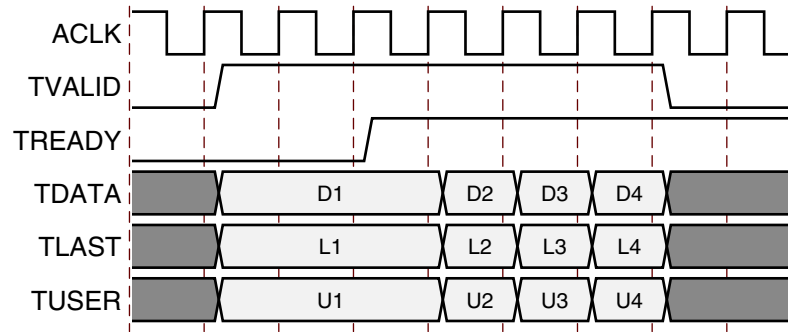 ACLK
TVALID
TREADY
TDATA D1 D2 D3 D4
TLAST L1 L2 L3 L4
TUSER U1 U2 U3 U4